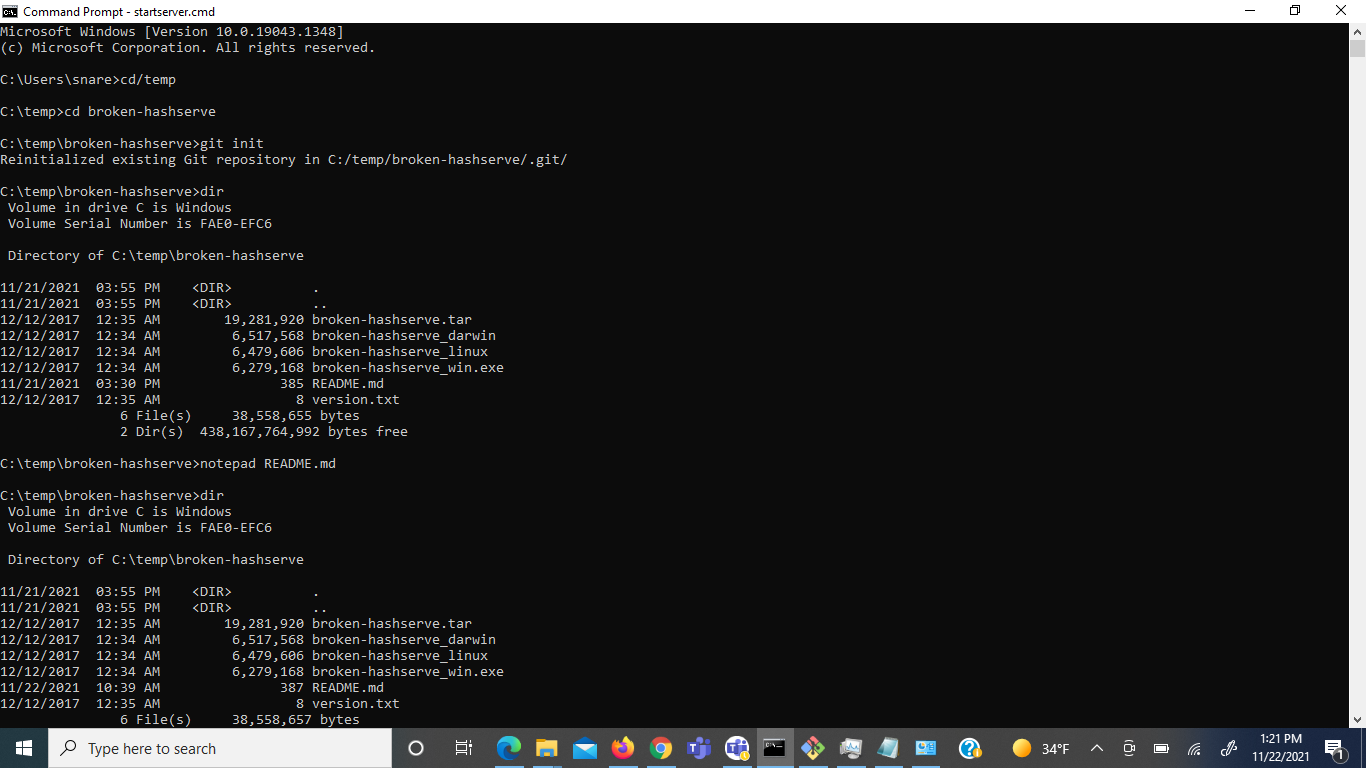 Command Prompt - startserver.cmd
Microsoft Windows [Version 10.0.19043.1348]
(c) Microsoft Corporation. All rights reserved.
C:\Users\snare>cd/temp
C:\temp>cd broken-hashserve
C:\temp\broken-hashserve>git init
Reinitialized existing Git repository in C:/temp/broken-hashserve/.git/
C:\temp\broken-hashserve>dir
 Volume in drive C is Windows
 Volume Serial Number is FAE0-EFC6
 Directory of C:\temp\broken-hashserve
11/21/2021  03:55 PM    <DIR>          .
11/21/2021  03:55 PM    <DIR>          ..
12/12/2017  12:35 AM        19,281,920 broken-hashserve.tar
12/12/2017  12:34 AM         6,517,568 broken-hashserve_darwin
12/12/2017  12:34 AM         6,479,606 broken-hashserve_linux
12/12/2017  12:34 AM         6,279,168 broken-hashserve_win.exe
11/21/2021  03:30 PM               385 README.md
12/12/2017  12:35 AM                 8 version.txt
               6 File(s)     38,558,655 bytes
               2 Dir(s)  438,167,764,992 bytes free
C:\temp\broken-hashserve>notepad README.md
C:\temp\broken-hashserve>dir
 Volume in drive C is Windows
 Volume Serial Number is FAE0-EFC6
 Directory of C:\temp\broken-hashserve
11/21/2021  03:55 PM    <DIR>          .
11/21/2021  03:55 PM    <DIR>          ..
12/12/2017  12:35 AM        19,281,920 broken-hashserve.tar
12/12/2017  12:34 AM         6,517,568 broken-hashserve_darwin
12/12/2017  12:34 AM         6,479,606 broken-hashserve_linux
12/12/2017  12:34 AM         6,279,168 broken-hashserve_win.exe
11/22/2021  10:39 AM               387 README.md
12/12/2017  12:35 AM                 8 version.txt
               6 File(s)     38,558,657 bytes
Type here to search
34°F
1:21 PM
11/22/2021
1